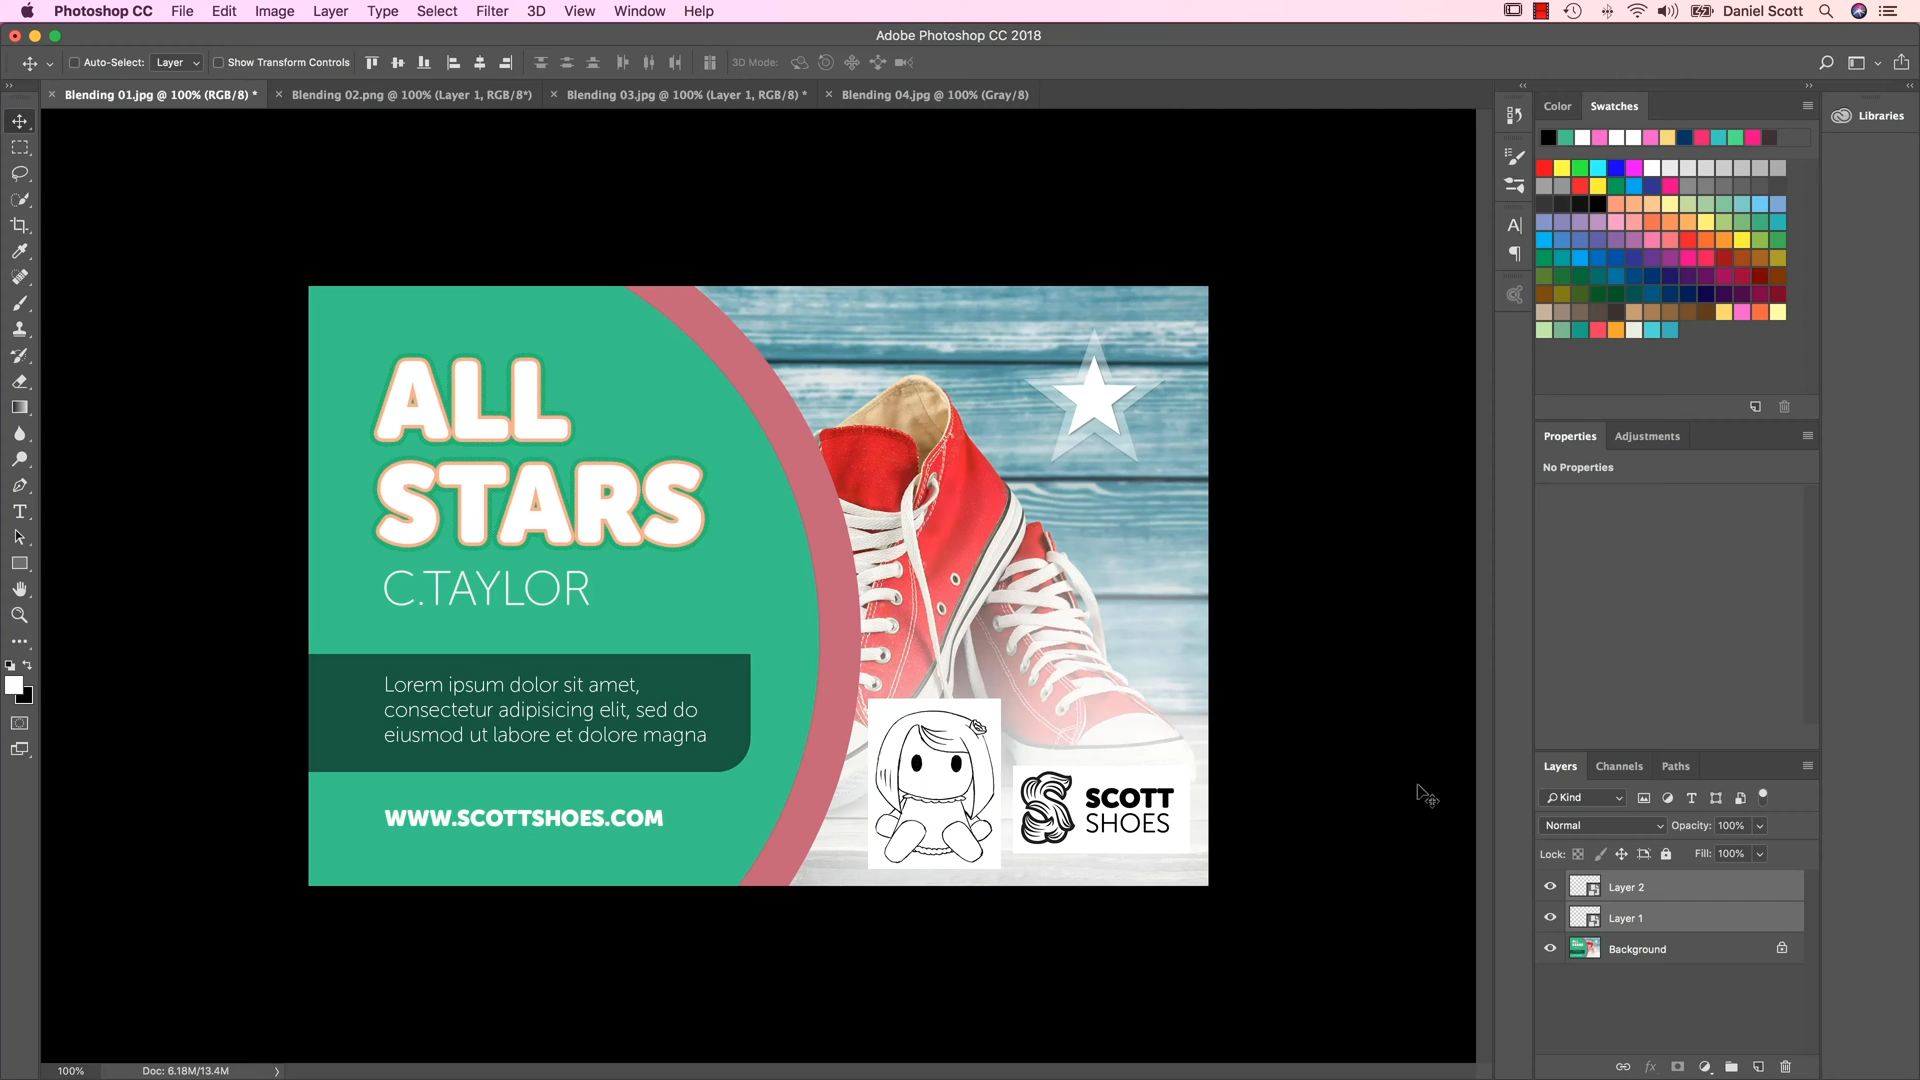 Photoshop CC File Edit Image Layer Type Select Filter 3D View Window Help Daniel Scott
Adobe Photoshop CC 2018
Auto-Select: Layer Show Transform Controls 3D Mode:
Blending 01.jpg @ 100% (RGB/8) * Blending 02.png @ 100% (Layer 1, RGB/8*) Blending 03.jpg @ 100% (Layer 1, RGB/8) * Blending 04.jpg @ 100% (Gray/8)
Color Swatches
Libraries
ALL
STARS
C.TAYLOR
Lorem ipsum dolor sit amet,
consectetur adipisicing elit, sed do
eiusmod ut labore et dolore magna
WWW.SCOTTSHOES.COM
SCOTT
SHOES
Properties Adjustments
No Properties
Layers Channels Paths
Kind
Normal Opacity: 100%
Lock: Fill: 100%
Layer 2
Layer 1
Background
fx
100% Doc: 6.18M/13.4M